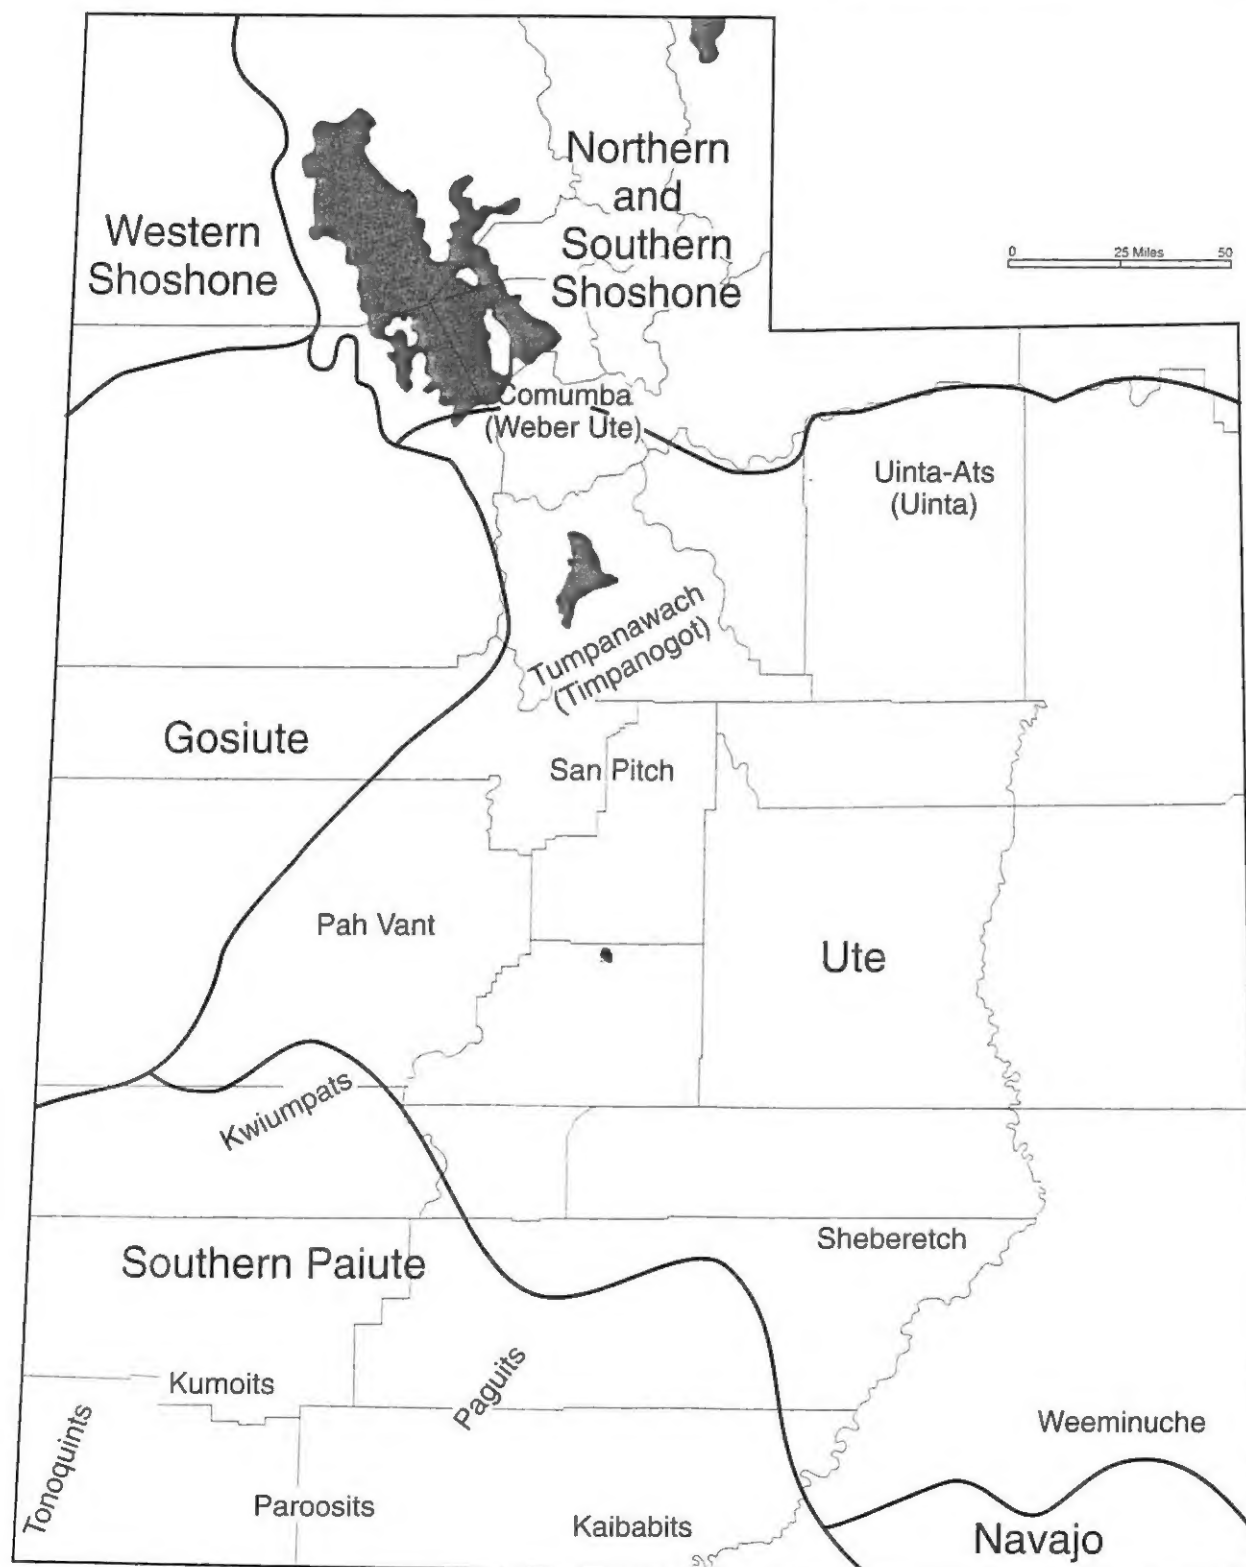 Northern
and
Southern
Shoshone
Western
Shoshone
0 25 Miles 50
Comumba
(Weber Ute)
Uinta-Ats
(Uinta)
Tumpanawach
(Timpanogot)
Gosiute
San Pitch
Pah Vant
Ute
Kwiumpats
Sheberetch
Southern Paiute
Kumoits
Paguits
Tonoquints
Weeminuche
Paroosits
Kaibabits
Navajo